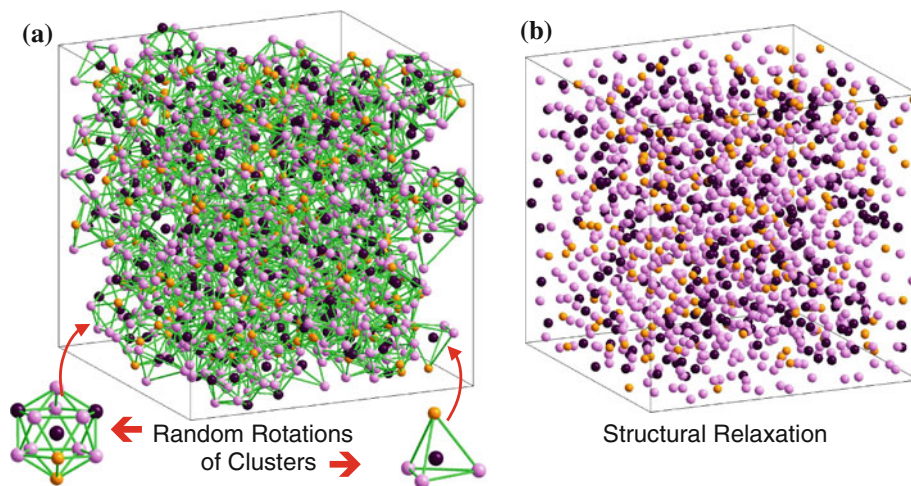 (a)
(b)
Random Rotations
of Clusters
Structural Relaxation